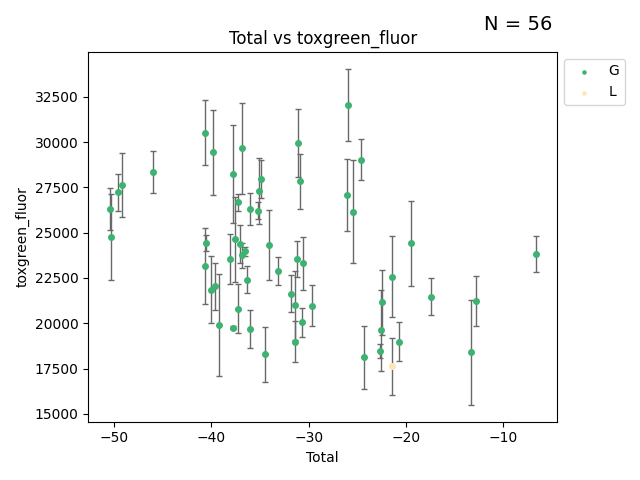 N = 56
Total vs toxgreen_fluor
G
L
toxgreen_fluor
32500
30000
27500
25000
22500
20000
17500
15000
−50 −40 −30 −20 −10
Total